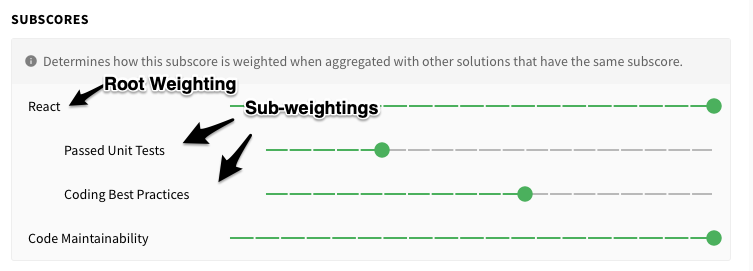 SUBSCORES
Determines how this subscore is weighted when aggregated with other solutions that have the same subscore.
Root Weighting
React
Sub-weightings
Passed Unit Tests
Coding Best Practices
Code Maintainability